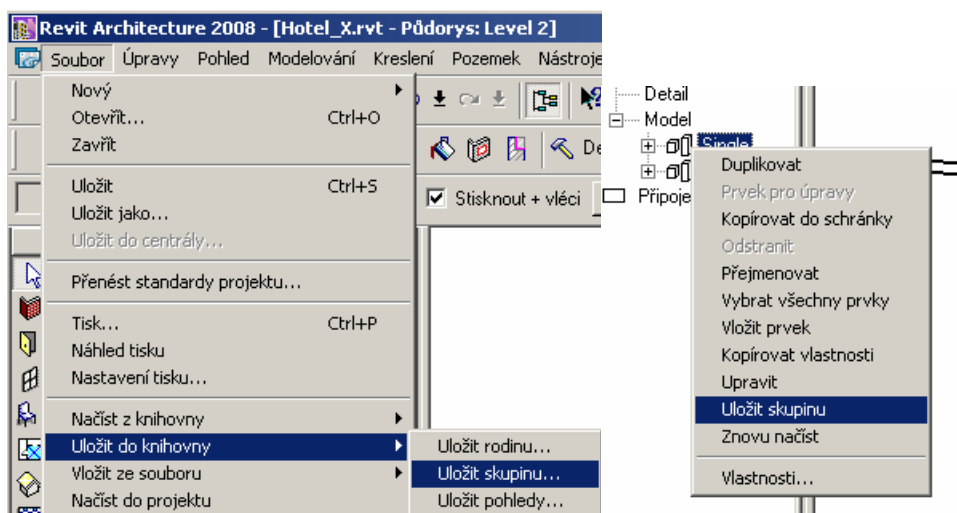 Revit Architecture 2008 - [Hotel_X.rvt - Půdorys: Level 2]
Soubor Úpravy Pohled Modelování Kreslení Pozemek Nástroje
Nový
Otevřít... Ctrl+O
Zavřít
Uložit Ctrl+S
Uložit jako...
Uložit do centrály...
Přenést standardy projektu...
Tisk... Ctrl+P
Náhled tisku
Nastavení tisku...
Načíst z knihovny
Uložit do knihovny
Vložit ze souboru
Načíst do projektu
Uložit rodinu...
Uložit skupinu...
Uložit pohledy...
De
Stisknout + vléci
Detail
Model
Single
Připoje
Duplikovat
Prvek pro úpravy
Kopírovat do schránky
Odstranit
Přejmenovat
Vybrat všechny prvky
Vložit prvek
Kopírovat vlastnosti
Upravit
Uložit skupinu
Znovu načíst
Vlastnosti...